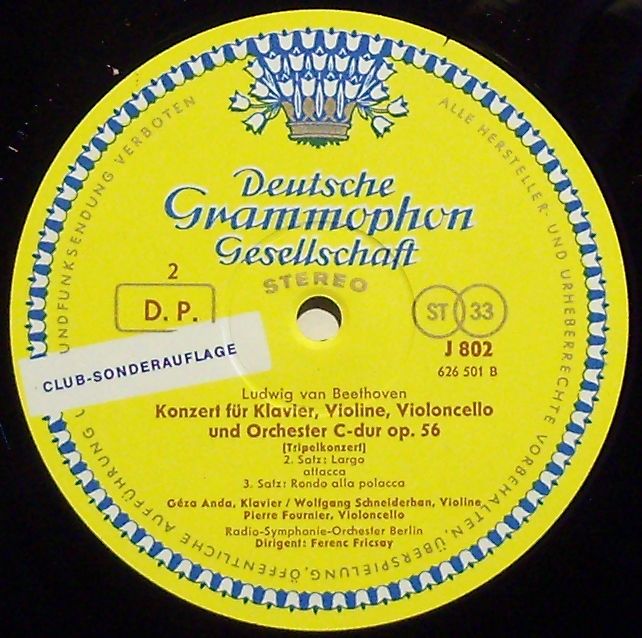 Deutsche
Grammophon
Gesellschaft
STEREO
2
D. P.
ST 33
J 802
626 501 B
CLUB-SONDERAUFLAGE
Ludwig van Beethoven
Konzert für Klavier, Violine, Violoncello
und Orchester C-dur op. 56
(Tripelkonzert)
2. Satz: Largo
attacca
3. Satz: Rondo alla polacca
Géza Anda, Klavier / Wolfgang Schneiderhan, Violine
Pierre Fournier, Violoncello
Radio-Symphonie-Orchester Berlin
Dirigent: Ferenc Fricsay
ALLE HERSTELLER- UND URHEBERRECHTE VORBEHALTEN, ÜBERSPIELUNG, ÖFFENTLICHE AUFFÜHRUNG UNDFUNKSENDUNG VERBOTEN